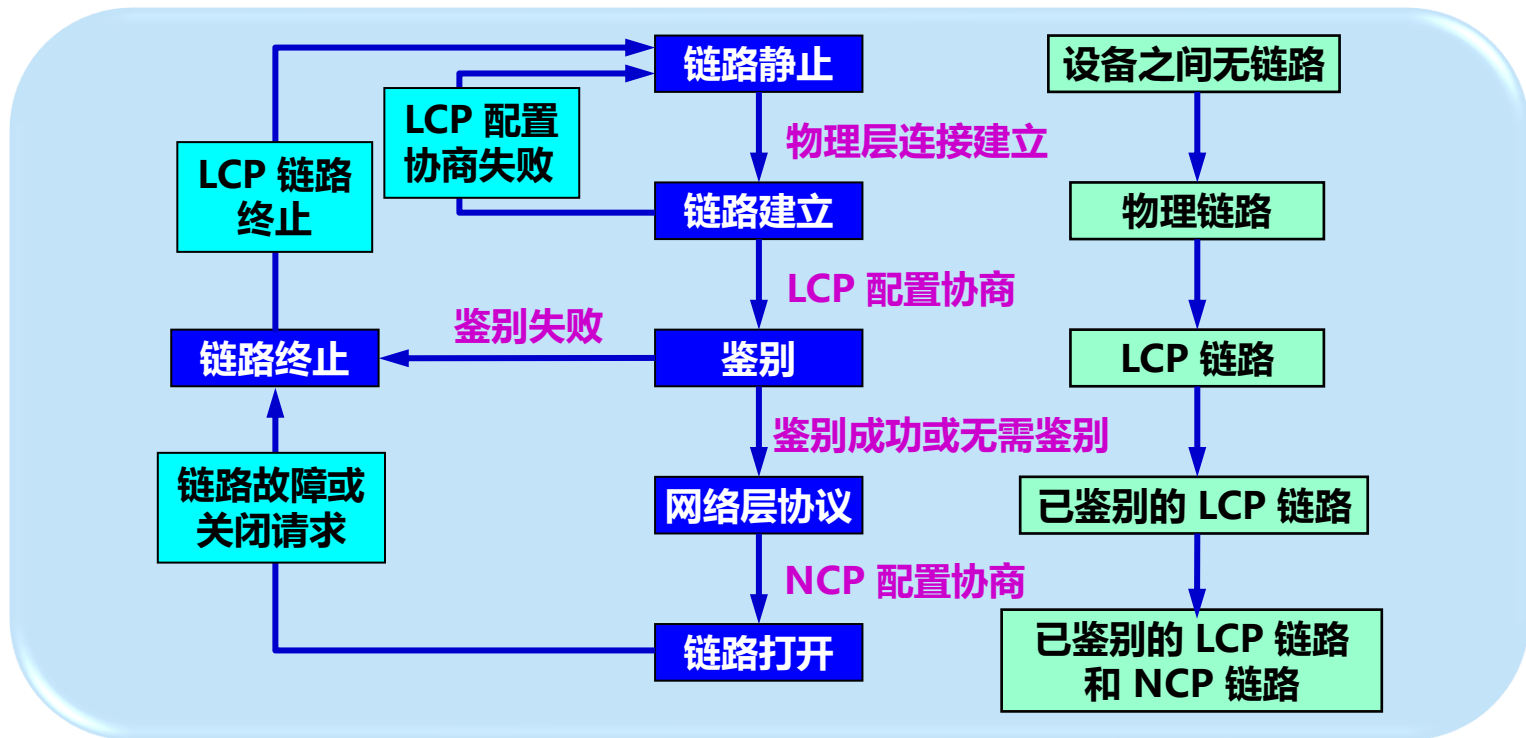 链路静止
设备之间无链路
LCP 配置
协商失败
物理层连接建立
LCP 链路
终止
链路建立
物理链路
LCP 配置协商
鉴别失败
链路终止
鉴别
LCP 链路
鉴别成功或无需鉴别
链路故障或
关闭请求
网络层协议
已鉴别的 LCP 链路
NCP 配置协商
链路打开
已鉴别的 LCP 链路
和 NCP 链路